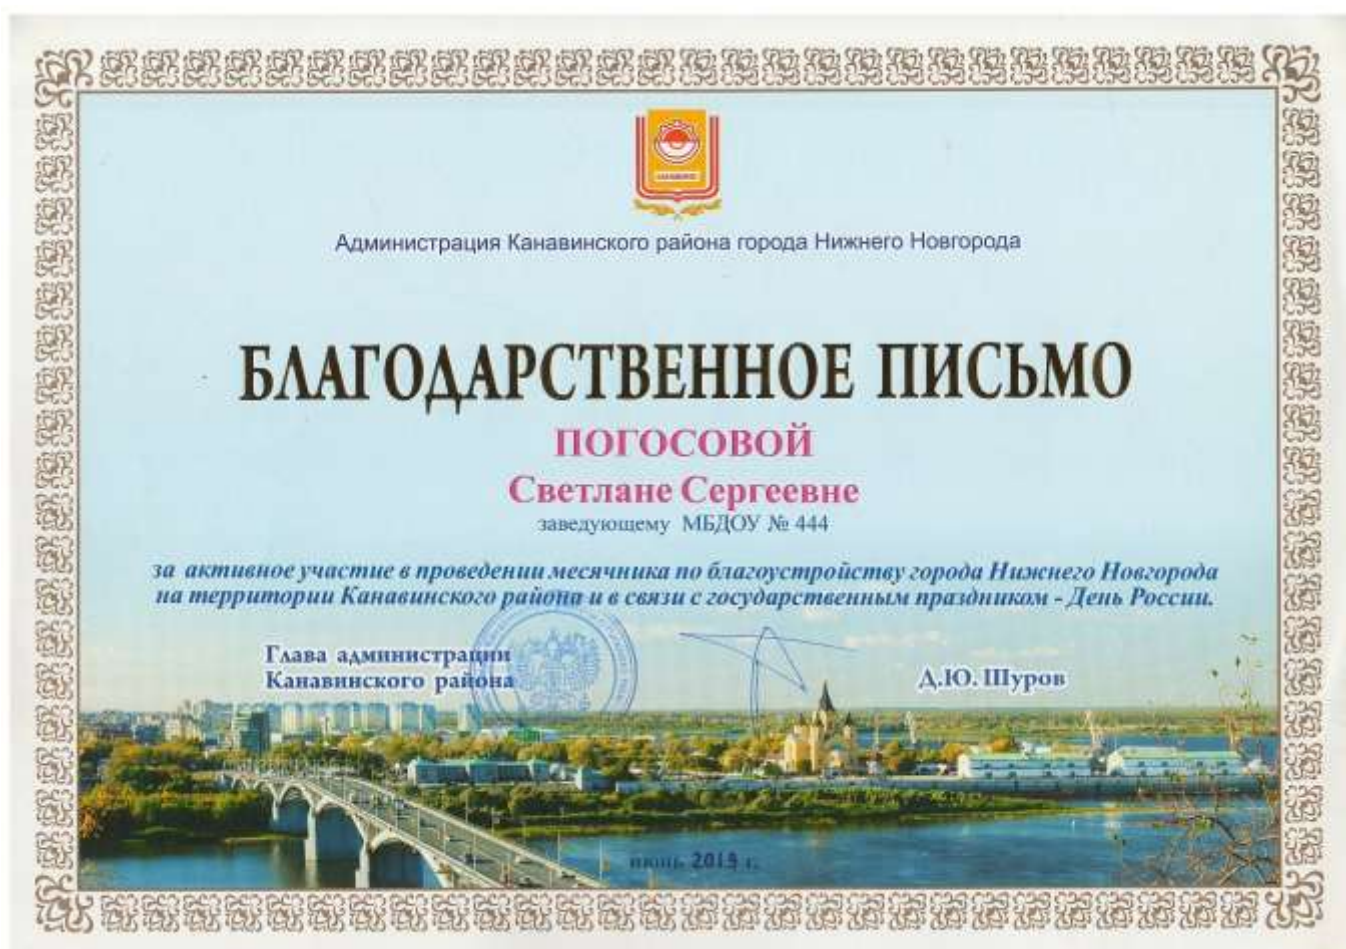 Администрация Канавинского района города Нижнего Новгорода
БЛАГОДАРСТВЕННОЕ ПИСЬМО
ПОГОСОВОЙ
Светлане Сергеевне
заведующему МБДОУ № 444
за активное участие в проведении месячника по благоустройству города Нижнего Новгорода
на территории Канавинского района и в связи с государственным праздником - День России.
Глава администрации
Канавинского района
Д.Ю. Шуров
июнь
г.